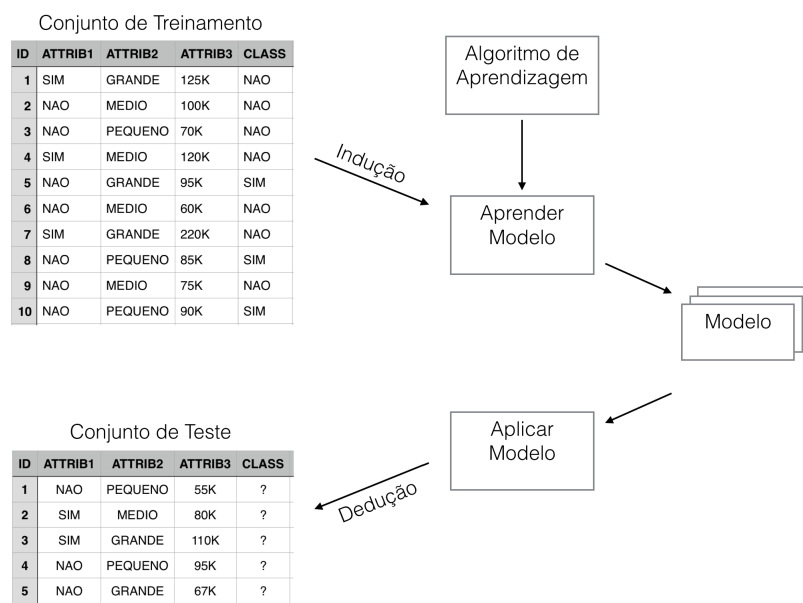 Conjunto de Treinamento
ID ATTRIB1 ATTRIB2 ATTRIB3 CLASS
1 SIM GRANDE 125K NAO
2 NAO MEDIO 100K NAO
3 NAO PEQUENO 70K NAO
4 SIM MEDIO 120K NAO
5 NAO GRANDE 95K SIM
6 NAO MEDIO 60K NAO
7 SIM GRANDE 220K NAO
8 NAO PEQUENO 85K SIM
9 NAO MEDIO 75K NAO
10 NAO PEQUENO 90K SIM
Algoritmo de
Aprendizagem
Indução
Aprender
Modelo
Modelo
Aplicar
Modelo
Dedução
Conjunto de Teste
ID ATTRIB1 ATTRIB2 ATTRIB3 CLASS
1 NAO PEQUENO 55K ?
2 SIM MEDIO 80K ?
3 SIM GRANDE 110K ?
4 NAO PEQUENO 95K ?
5 NAO GRANDE 67K ?